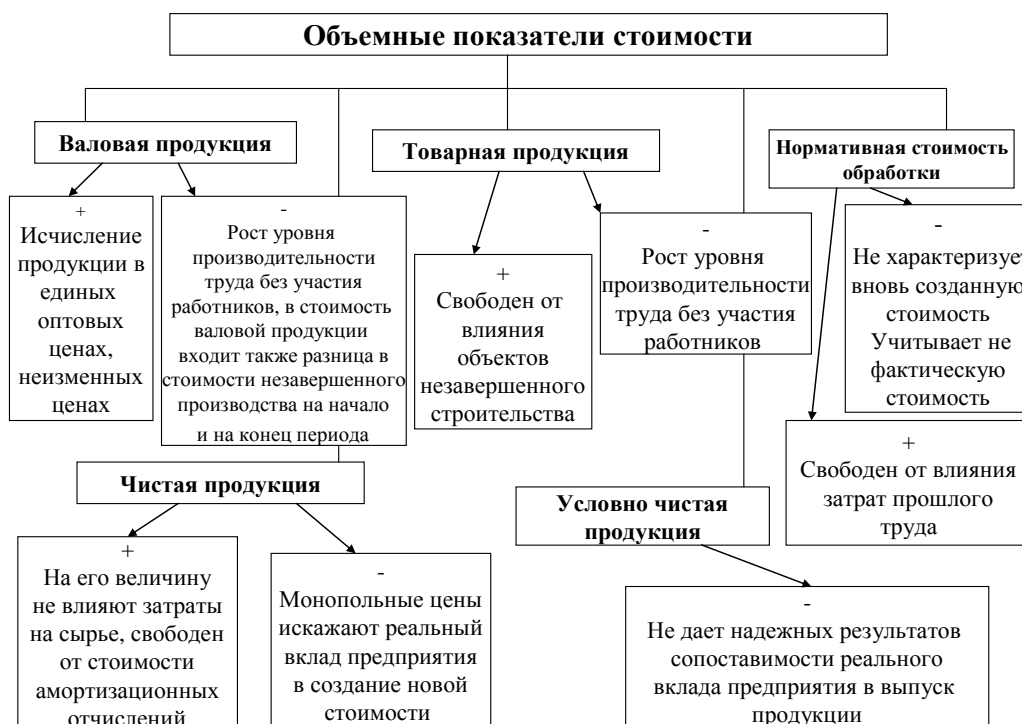 Объемные показатели стоимости
Валовая продукция
+
Исчисление
продукции в
единых
оптовых
ценах,
неизменных
ценах
-
Рост уровня
производительности
труда без участия
работников, в стоимость
валовой продукции
входит также разница в
стоимости незавершенного
производства на начало
и на конец периода
Товарная продукция
+
Свободен от
влияния
объектов
незавершенного
строительства
-
Рост уровня
производительности
труда без участия
работников
Нормативная стоимость
обработки
-
Не характеризует
вновь созданную
стоимость
Учитывает не
фактическую
стоимость
+
Свободен от влияния
затрат прошлого
труда
Чистая продукция
+
На его величину
не влияют затраты
на сырье, свободен
от стоимости
амортизационных
отчислений
-
Монопольные цены
искажают реальный
вклад предприятия
в создание новой
стоимости
Условно чистая
продукция
-
Не дает надежных результатов
сопоставимости реального
вклада предприятия в выпуск
продукции